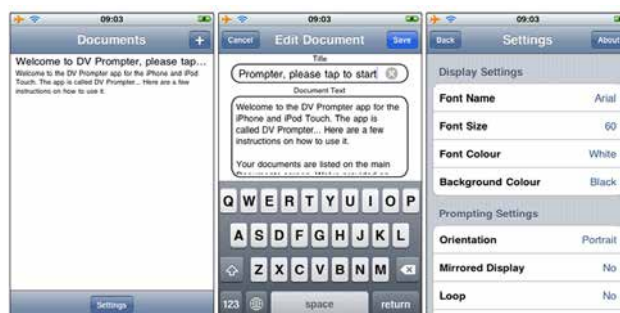 09:03
Documents
+
Welcome to DV Prompter, please tap...
Welcome to the DV Prompter app for the iPhone and iPod
Touch. The app is called DV Prompter... Here are a few
instructions on how to use it.
Settings
09:03
Cancel Edit Document Save
Title
Prompter, please tap to start
Document Text
Welcome to the DV Prompter app for the
iPhone and iPod Touch. The app is
called DV Prompter... Here are a few
instructions on how to use it.
Your documents are listed on the main
Q W E R T Y U I O P
A S D F G H J K L
Z X C V B N M
123 space return
09:03
Back Settings About
Display Settings
Font Name Arial
Font Size 60
Font Colour White
Background Colour Black
Prompting Settings
Orientation Portrait
Mirrored Display No
Loop No